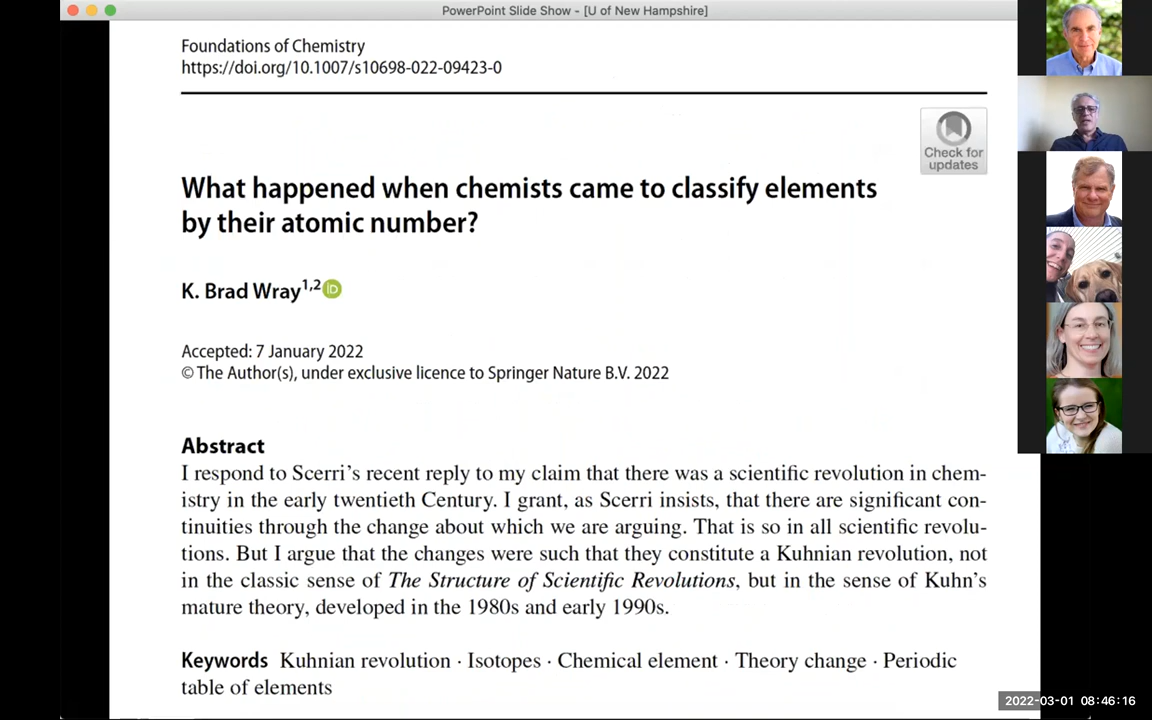 PowerPoint Slide Show - [U of New Hampshire]
Foundations of Chemistry
https://doi.org/10.1007/s10698-022-09423-0
Check for
updates
What happened when chemists came to classify elements
by their atomic number?
K. Brad Wray1,2 iD
Accepted: 7 January 2022
© The Author(s), under exclusive licence to Springer Nature B.V. 2022
Abstract
I respond to Scerri's recent reply to my claim that there was a scientific revolution in chem-
istry in the early twentieth Century. I grant, as Scerri insists, that there are significant con-
tinuities through the change about which we are arguing. That is so in all scientific revolu-
tions. But I argue that the changes were such that they constitute a Kuhnian revolution, not
in the classic sense of The Structure of Scientific Revolutions, but in the sense of Kuhn's
mature theory, developed in the 1980s and early 1990s.
Keywords Kuhnian revolution · Isotopes · Chemical element · Theory change · Periodic
table of elements
2022-03-01 08:46:16